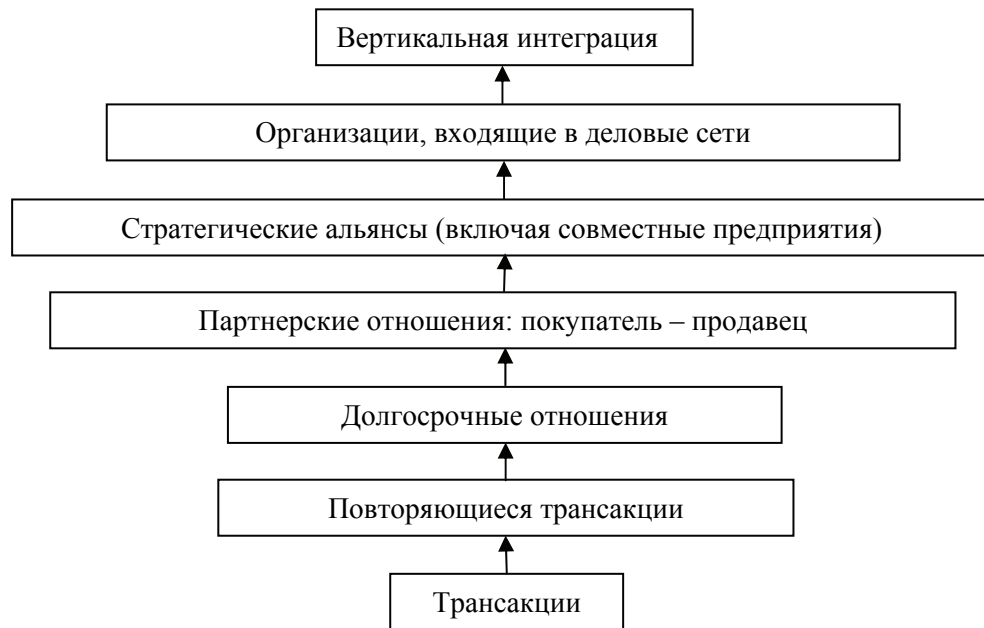 Вертикальная интеграция
Организации, входящие в деловые сети
Стратегические альянсы (включая совместные предприятия)
Партнерские отношения: покупатель – продавец
Долгосрочные отношения
Повторяющиеся трансакции
Трансакции